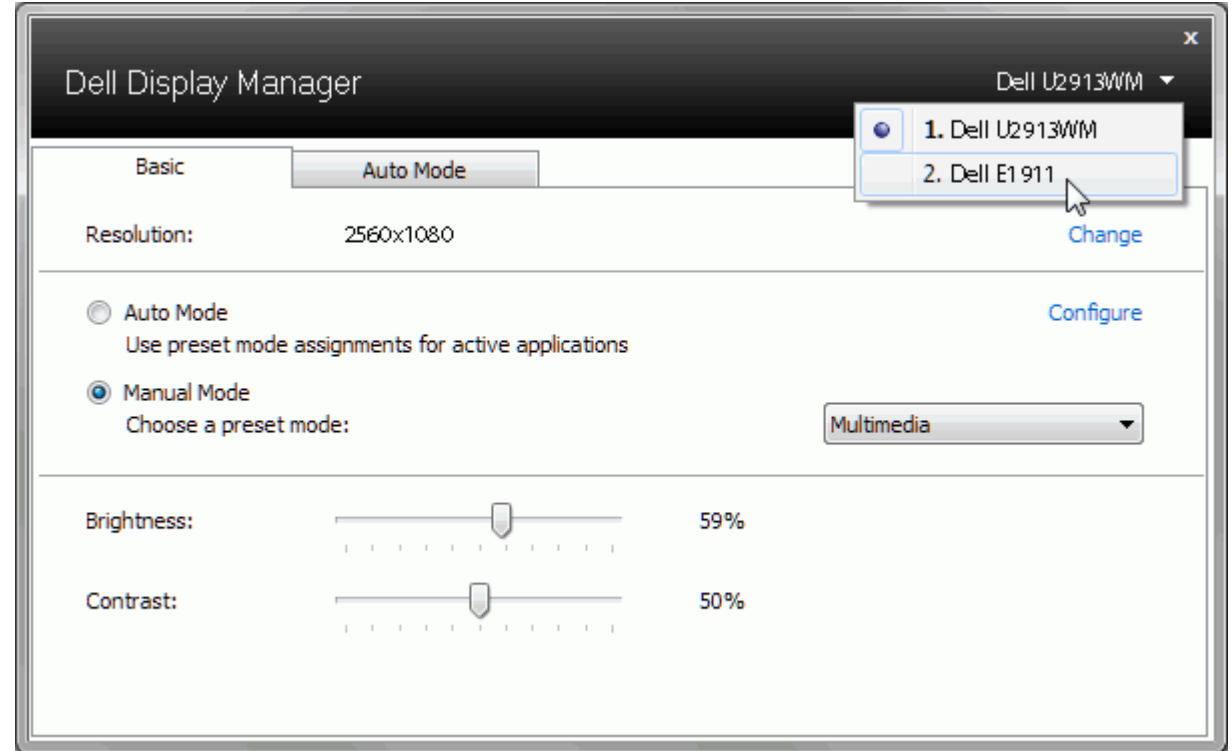 x
Dell Display Manager
Dell U2913WM
1. Dell U2913WM
2. Dell E1911
Basic
Auto Mode
Resolution:
2560x1080
Change
Auto Mode
Configure
Use preset mode assignments for active applications
Manual Mode
Choose a preset mode:
Multimedia
Brightness:
59%
Contrast:
50%